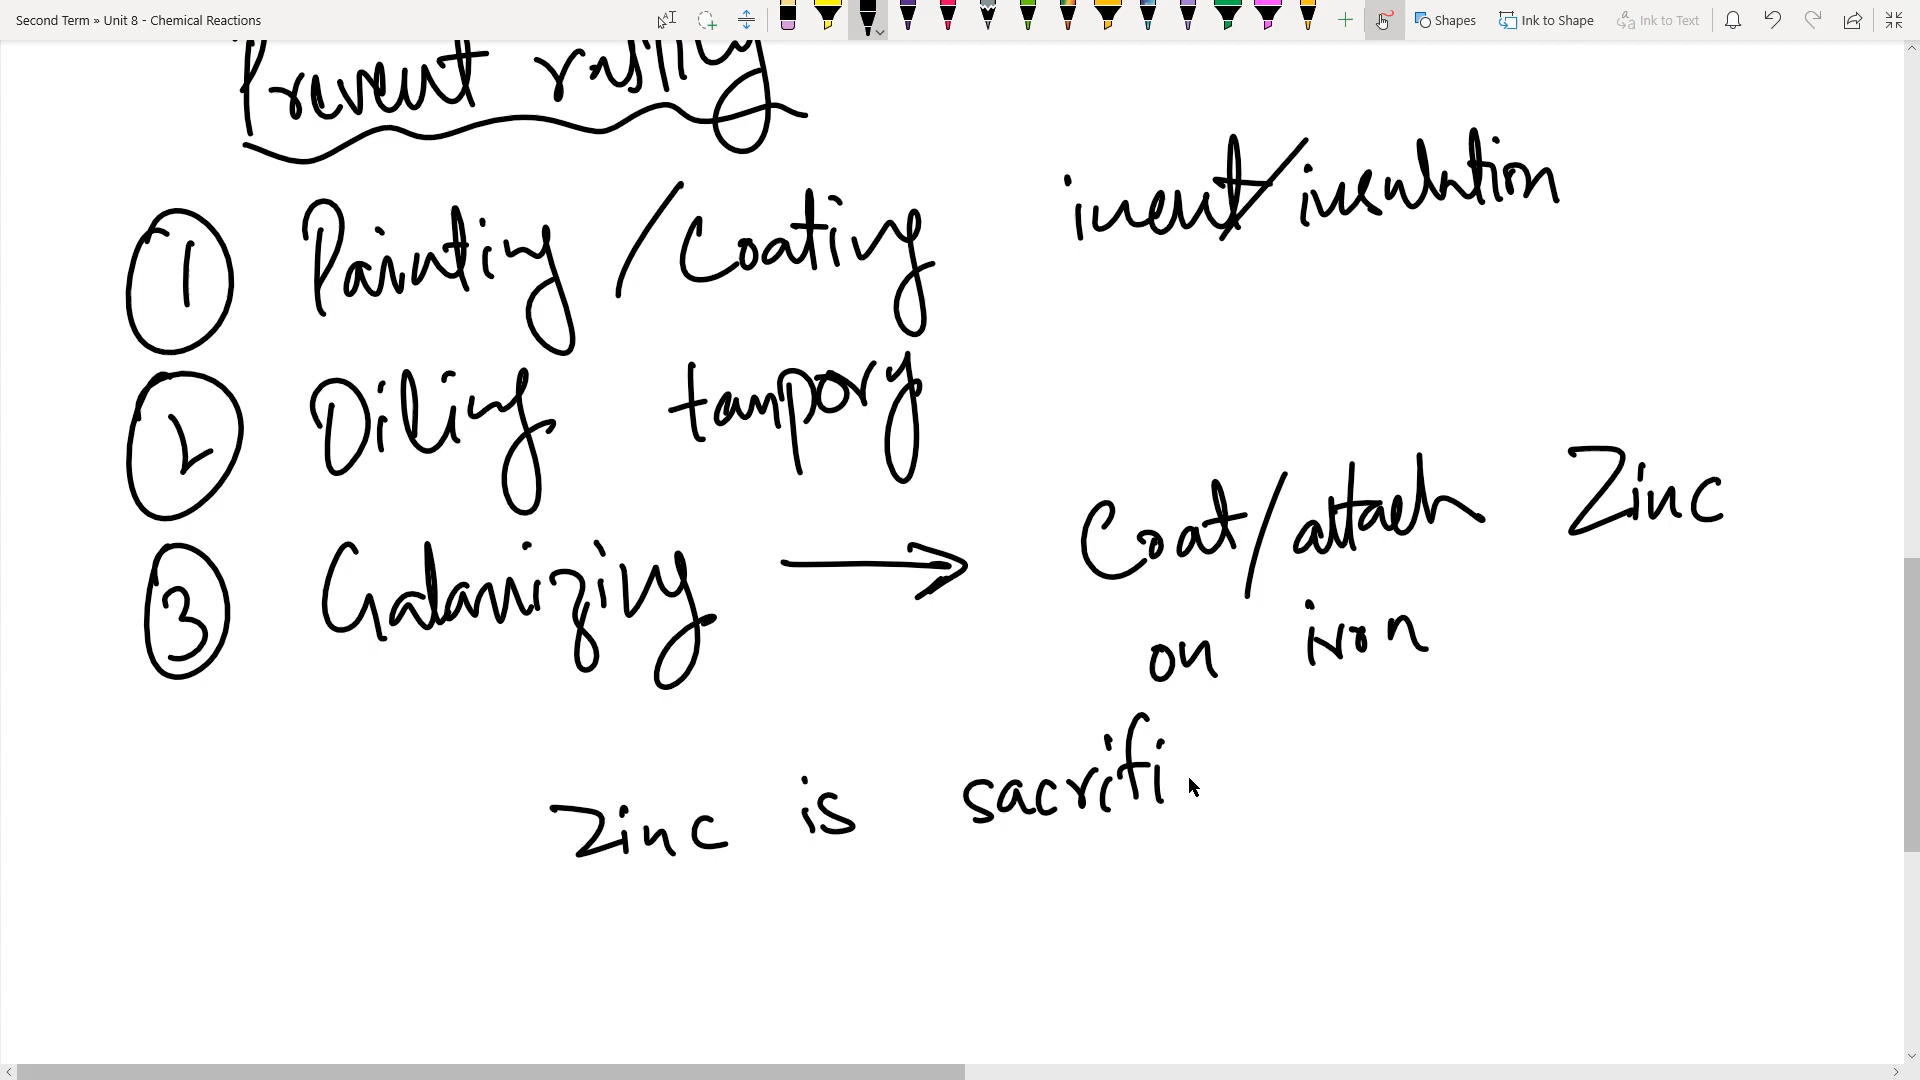 Second Term » Unit 8 - Chemical Reactions
Shapes
Ink to Shape
Ink to Text
Prevent rusting
1 Painting / Coating inert/insulation
2 Oiling tampory
3 Galvanizing → Coat/attach Zinc
on iron
Zinc is sacrifi